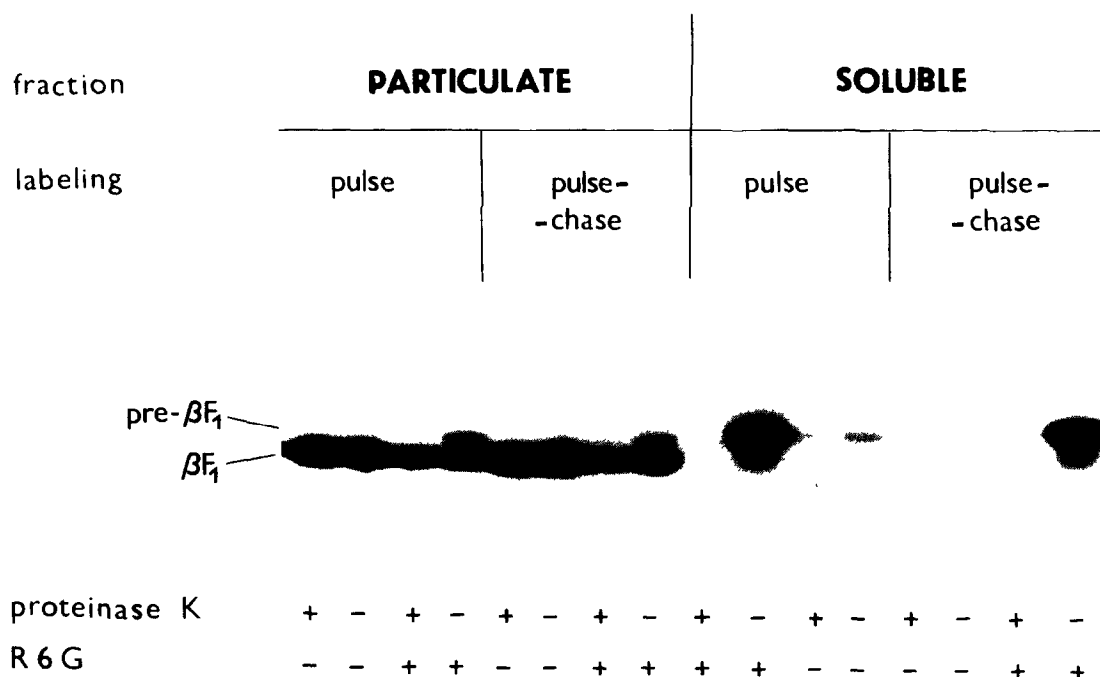 fraction PARTICULATE SOLUBLE
labeling pulse pulse- pulse pulse-
-chase -chase
pre-βF₁
βF₁
proteinase K + - + - + - + - + - + - + - + -
R6G - - + + - - + + + + - - - - + +